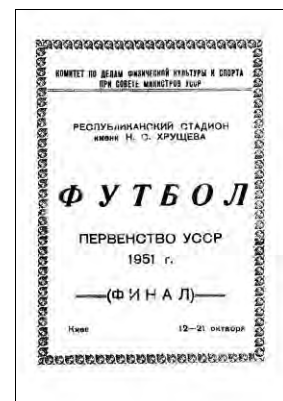 КОМИТЕТ ПО ДЕЛАМ ФИЗИЧЕСКОЙ КУЛЬТУРЫ И СПОРТА
ПРИ СОВЕТЕ МИНИСТРОВ УССР
РЕСПУБЛИКАНСКИЙ СТАДИОН
имени Н. С. ХРУЩЕВА
ФУТБОЛ
ПЕРВЕНСТВО УССР
1951 г.
—(ФИНАЛ)—
Киев 12—21 октября